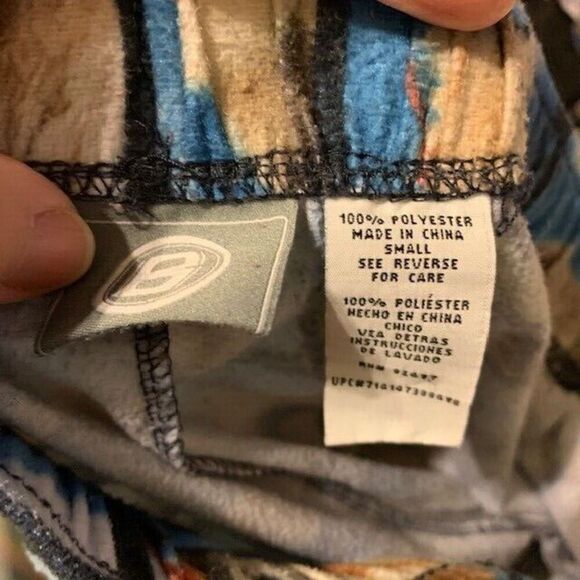 B
100% POLYESTER
MADE IN CHINA
SMALL
SEE REVERSE
FOR CARE
100% POLIÉSTER
HECHO EN CHINA
CHICO
VEA DETRAS
INSTRUCCIONES
DE LAVADO